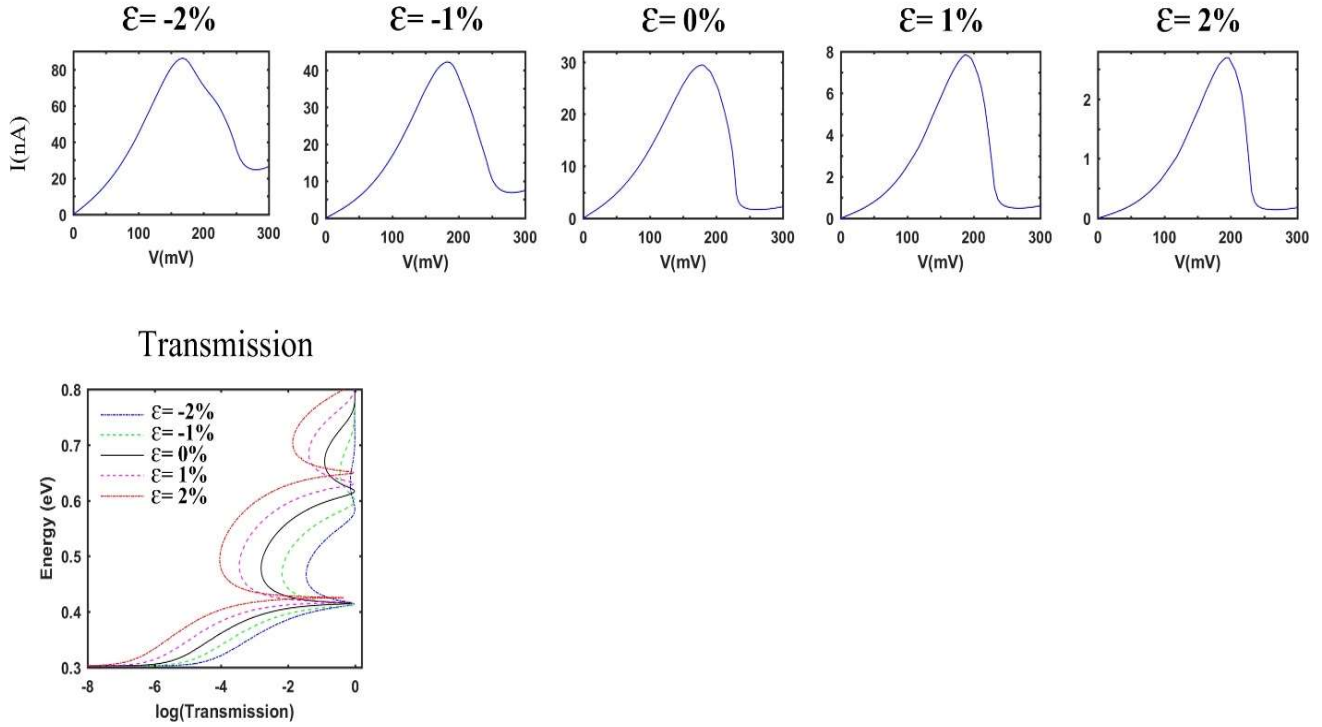 ε= -2%
ε= -1%
ε= 0%
ε= 1%
ε= 2%
I(nA)
80
60
40
20
0
0 100 200 300
V(mV)
40
30
20
10
0
0 100 200 300
V(mV)
30
20
10
0
0 100 200 300
V(mV)
8
6
4
2
0
0 100 200 300
V(mV)
2
1
0
0 100 200 300
V(mV)
Transmission
Energy (eV)
0.8
0.7
0.6
0.5
0.4
0.3
ε= -2%
ε= -1%
ε= 0%
ε= 1%
ε= 2%
-8 -6 -4 -2 0
log(Transmission)